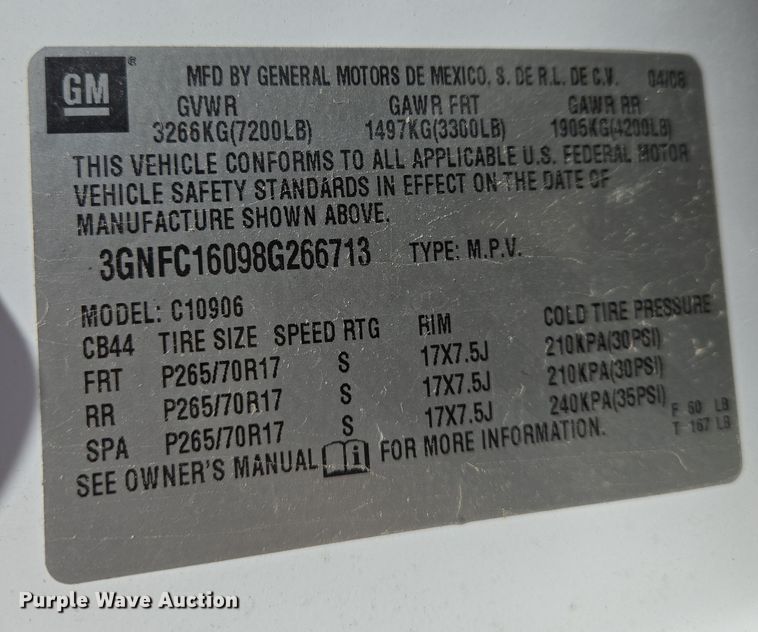 GM ® MFD BY GENERAL MOTORS DE MEXICO, S. DE R.L. DE C.V. 04/08
GVWR GAWR FRT GAWR RR
3266KG(7200LB) 1497KG(3300LB) 1905KG(4200LB)
THIS VEHICLE CONFORMS TO ALL APPLICABLE U.S. FEDERAL MOTOR
VEHICLE SAFETY STANDARDS IN EFFECT ON THE DATE OF
MANUFACTURE SHOWN ABOVE.
3GNFC16098G266713 TYPE: M.P.V.
MODEL: C10906
CB44 TIRE SIZE SPEED RTG RIM COLD TIRE PRESSURE
FRT P265/70R17 S 17X7.5J 210KPA(30PSI)
RR P265/70R17 S 17X7.5J 210KPA(30PSI)
SPA P265/70R17 S 17X7.5J 240KPA(35PSI)
F 60 LB
T 167 LB
SEE OWNER'S MANUAL i FOR MORE INFORMATION.
Purple Wave Auction